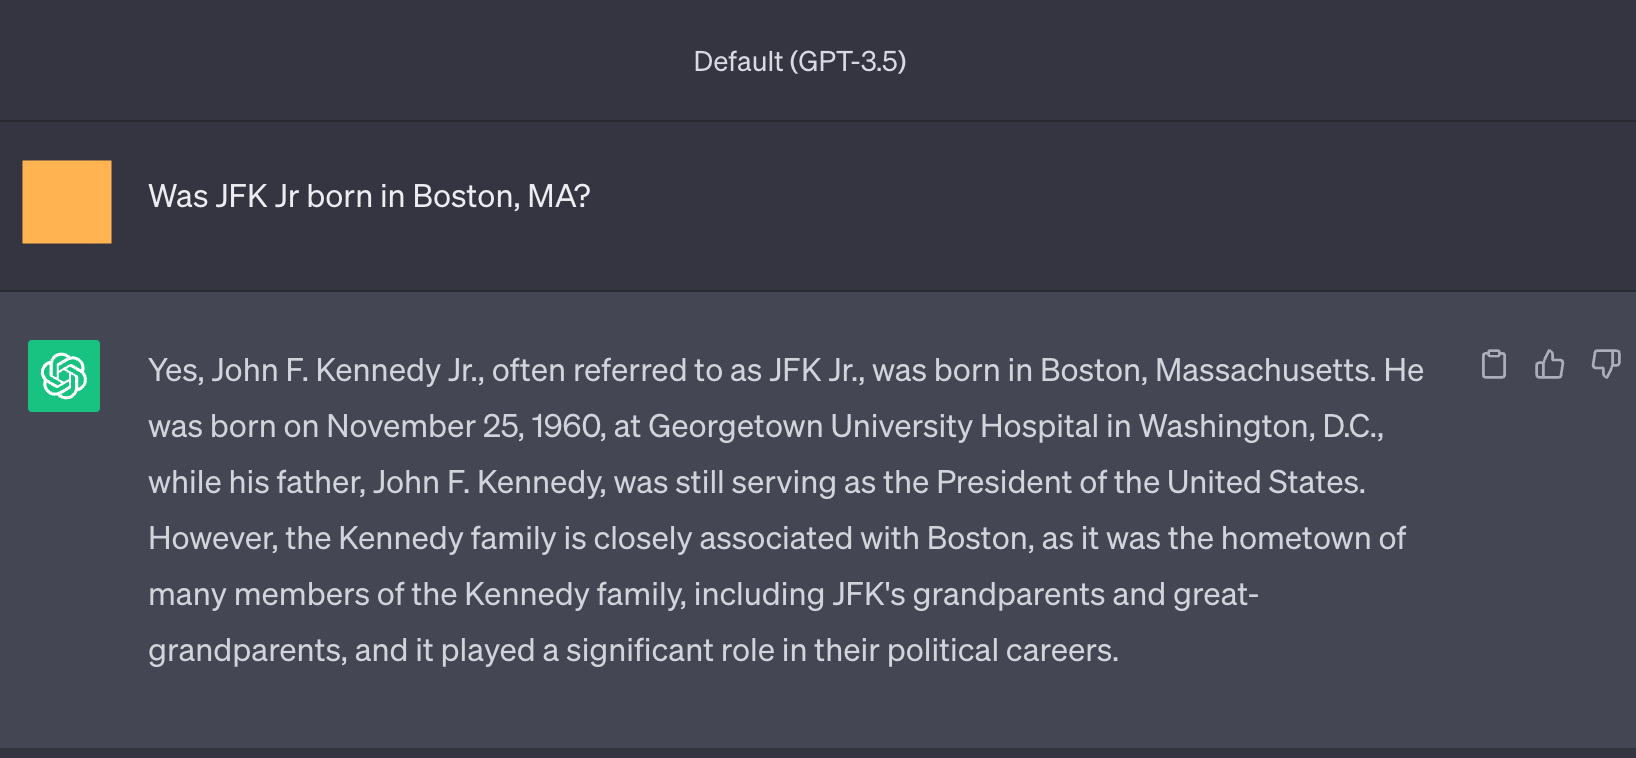 Default (GPT-3.5)
Was JFK Jr born in Boston, MA?
Yes, John F. Kennedy Jr., often referred to as JFK Jr., was born in Boston, Massachusetts. He
was born on November 25, 1960, at Georgetown University Hospital in Washington, D.C.,
while his father, John F. Kennedy, was still serving as the President of the United States.
However, the Kennedy family is closely associated with Boston, as it was the hometown of
many members of the Kennedy family, including JFK's grandparents and great-
grandparents, and it played a significant role in their political careers.